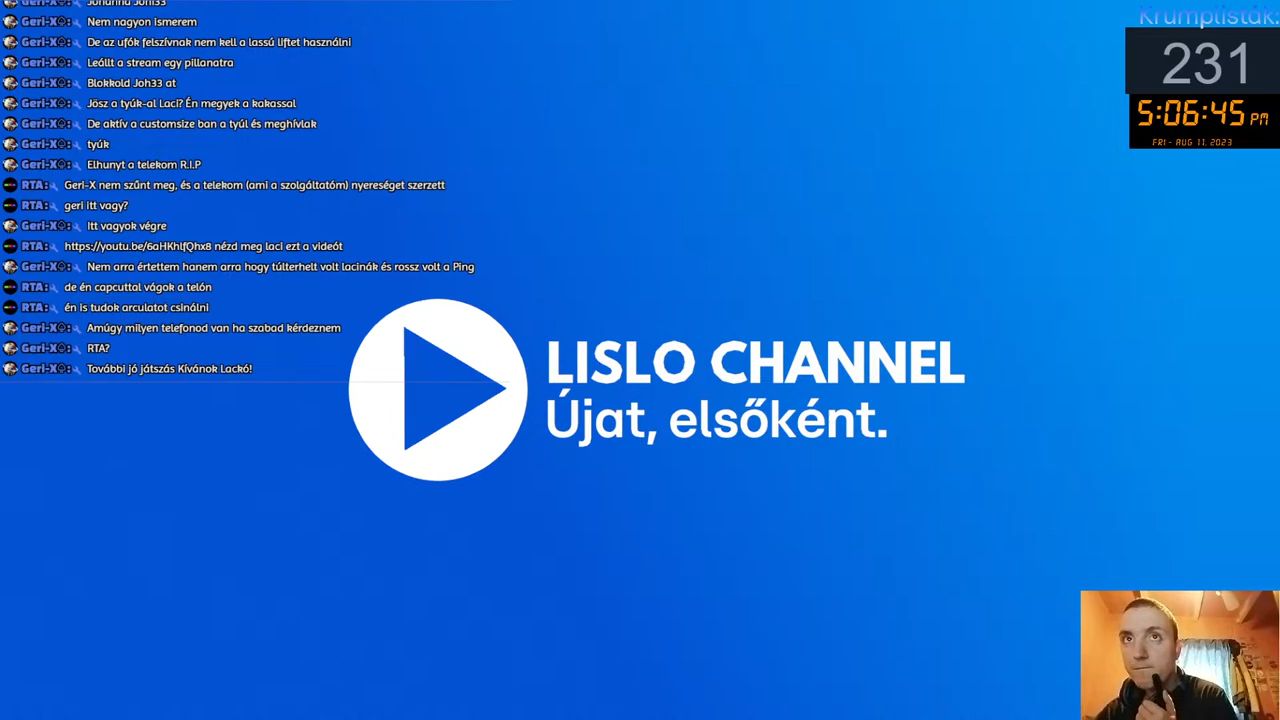 Johanna Joh33
Geri-X: Nem nagyon ismerem
Geri-X: De az ufók felszívnak nem kell a lassú liftet használni
Geri-X: Leállt a stream egy pillanatra
Geri-X: Blokkold Joh33 at
Geri-X: Jösz a tyúk-al Laci? Én megyek a kakassal
Geri-X: De aktív a customsize ban a tyúl és meghívlak
Geri-X: tyúk
Geri-X: Elhunyt a telekom R.I.P
RTA: Geri-X nem szűnt meg, és a telekom (ami a szolgáltatóm) nyereséget szerzett
RTA: geri itt vagy?
Geri-X: Itt vagyok végre
RTA: https://youtu.be/6aHKhlfQhx8 nézd meg laci ezt a videót
Geri-X: Nem arra értettem hanem arra hogy túlterhelt volt lacinák és rossz volt a Ping
RTA: de én capcuttal vágok a telón
RTA: én is tudok arculatot csinálni
Geri-X: Amúgy milyen telefonod van ha szabad kérdeznem
Geri-X: RTA?
Geri-X: További jó játszás Kívánok Lackó!
Krumplisták:
231
5:06:45 PM
FRI - AUG 11, 2023
LISLO CHANNEL
Újat, elsőként.